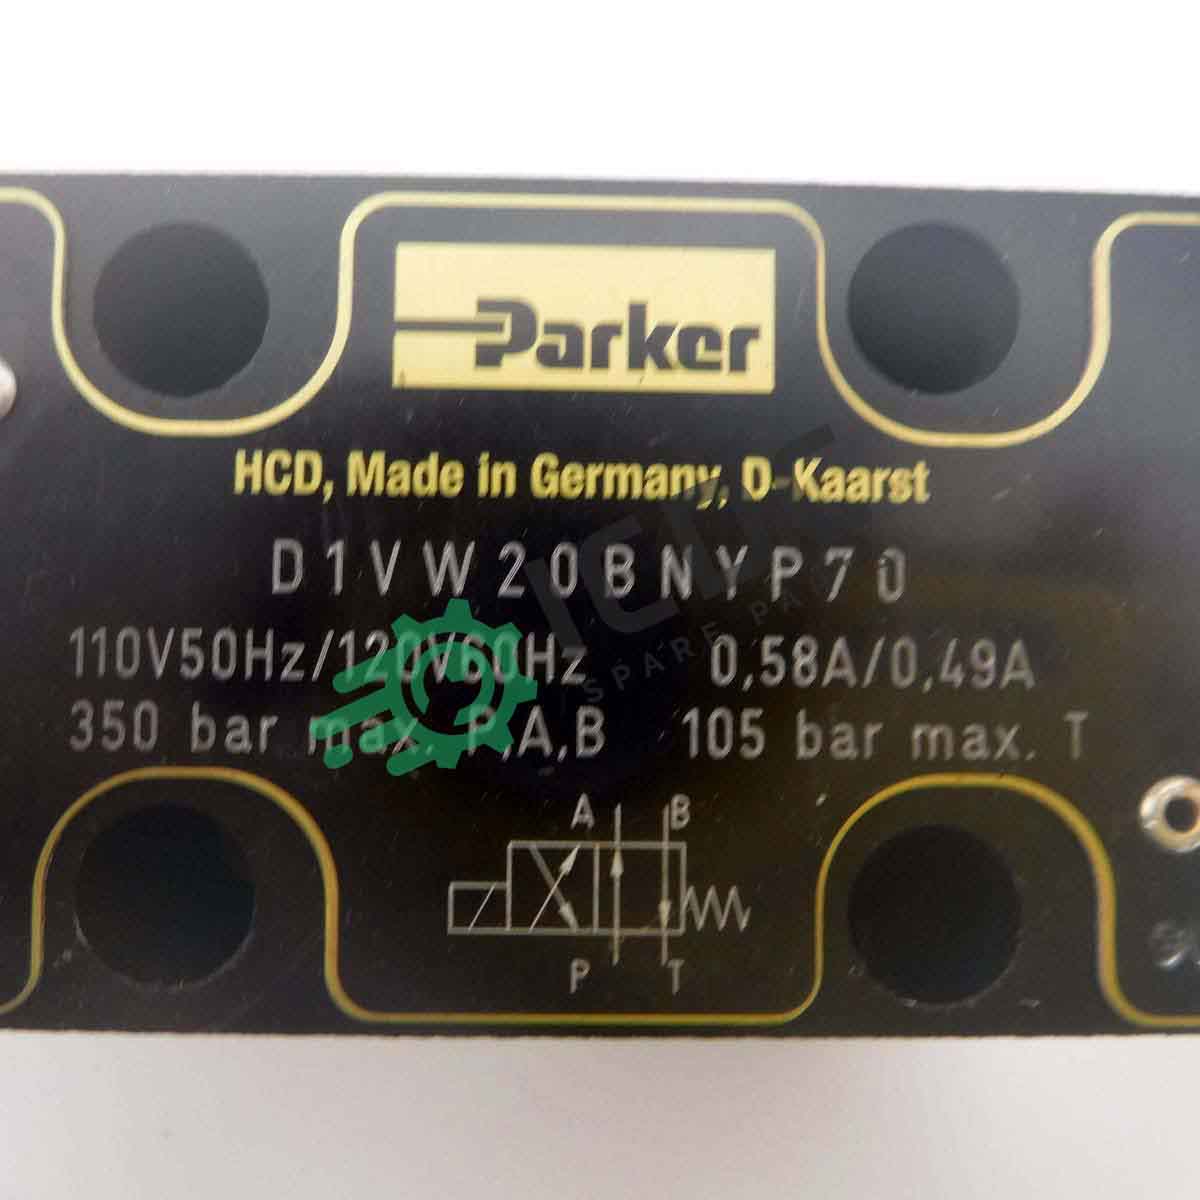 Parker
HCD, Made in Germany, D-Kaarst
D1VW20BNYP70
110V50Hz/120V60Hz 0,58A/0,49A
350 bar max. P,A,B 105 bar max. T
A B
P T
SPARE